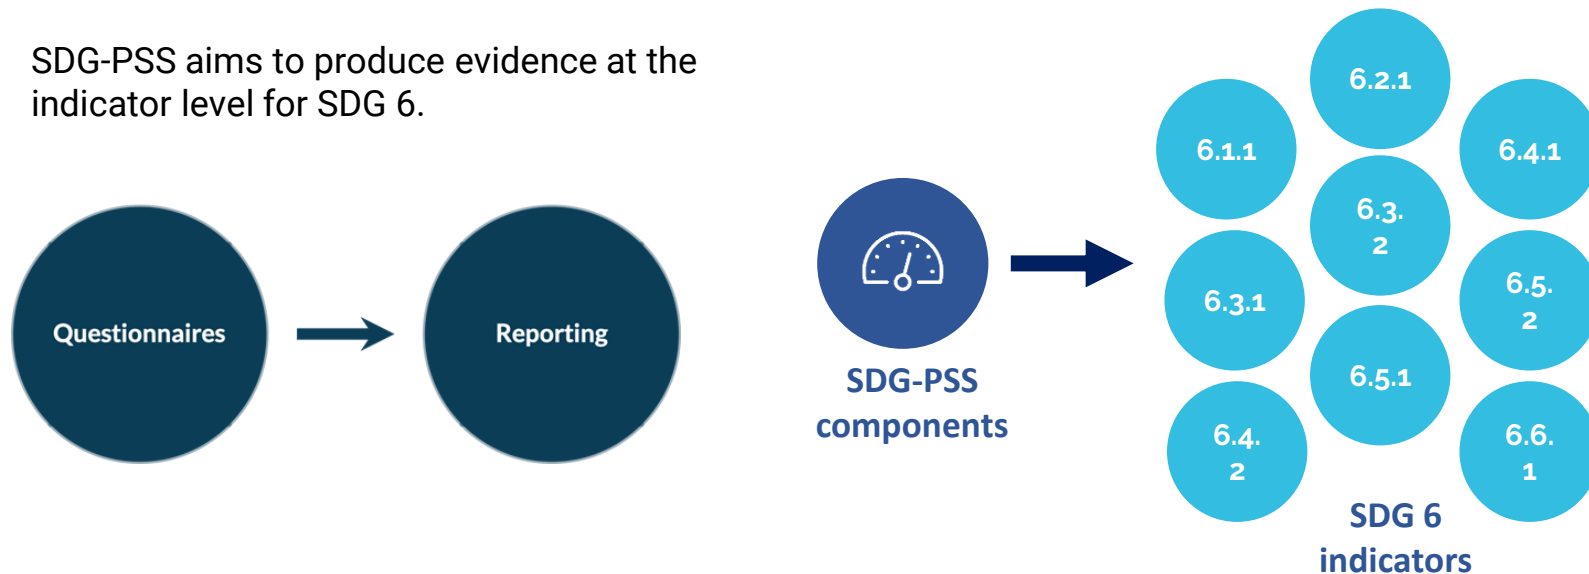 SDG-PSS aims to produce evidence at the
indicator level for SDG 6.
Questionnaires
Reporting
SDG-PSS
components
6.2.1
6.1.1
6.4.1
6.3.
2
6.3.1
6.5.
2
6.5.1
6.4.
2
6.6.
1
SDG 6
indicators